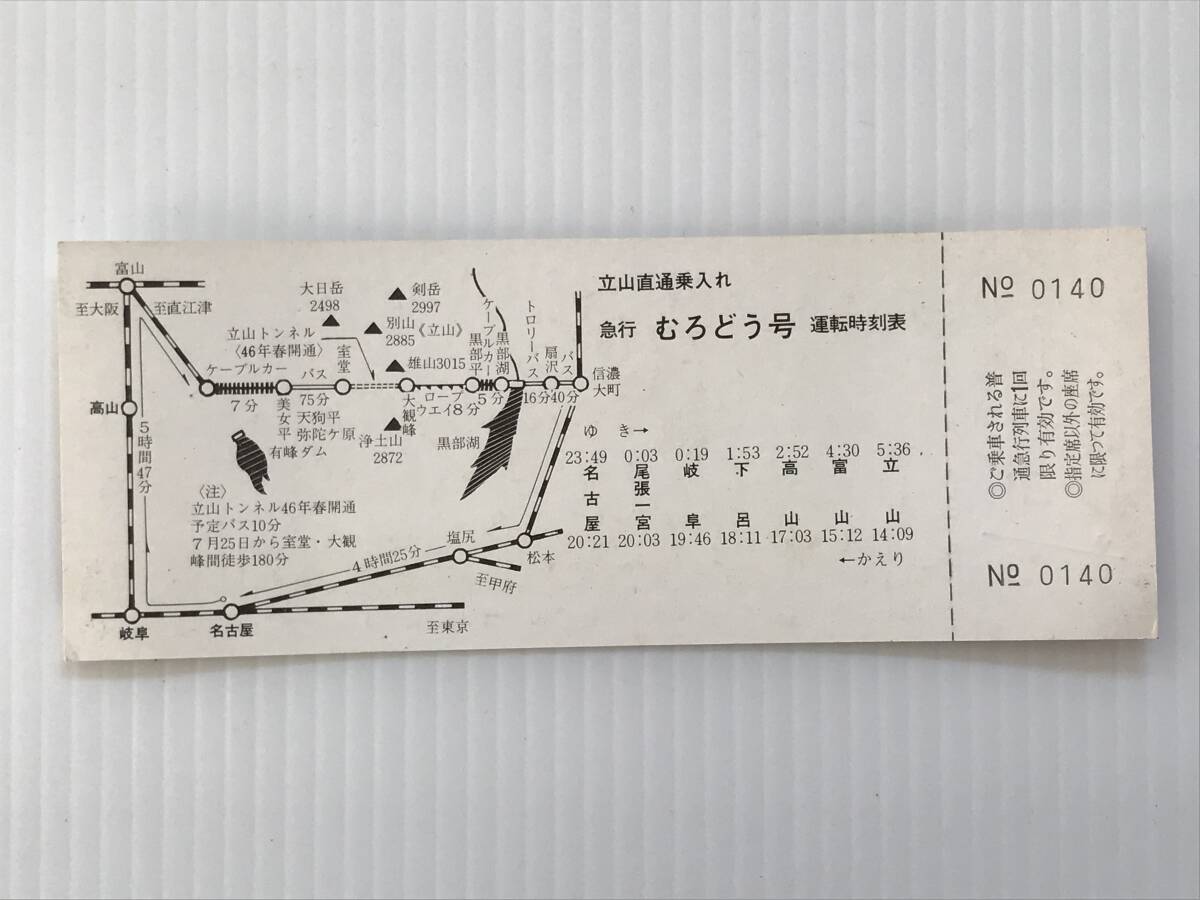 富山
至大阪
至直江津
高山
5時間47分
岐阜
名古屋
至東京
4時間25分
塩尻
至甲府
松本
信濃
大町
ケーブルカー
7分
美女平
バス
75分
天狗平
弥陀ケ原
室堂
立山トンネル
〈46年春開通〉
大日岳
2498
剣岳
2997
別山
2885
《立山》
雄山3015
浄土山
2872
大観峰
ロープ
ウエイ8分
黒部平
ケーブルカー
5分
黒部湖
トロリーバス
16分
扇沢
バス
40分
黒部湖
有峰ダム
〈注〉
立山トンネル46年春開通
予定バス10分
7月25日から室堂・大観
峰間徒歩180分
立山直通乗入れ
急行 むろどう号 運転時刻表
ゆき→
23:49 0:03 0:19 1:53 2:52 4:30 5:36
名古屋 尾張一宮 岐阜 下呂 高山 富山 立山
20:21 20:03 19:46 18:11 17:03 15:12 14:09
←かえり
№ 0140
◎ご乗車される普
通急行列車に1回
限り有効です。
◎指定席以外の座席
に限って有効です。
№ 0140